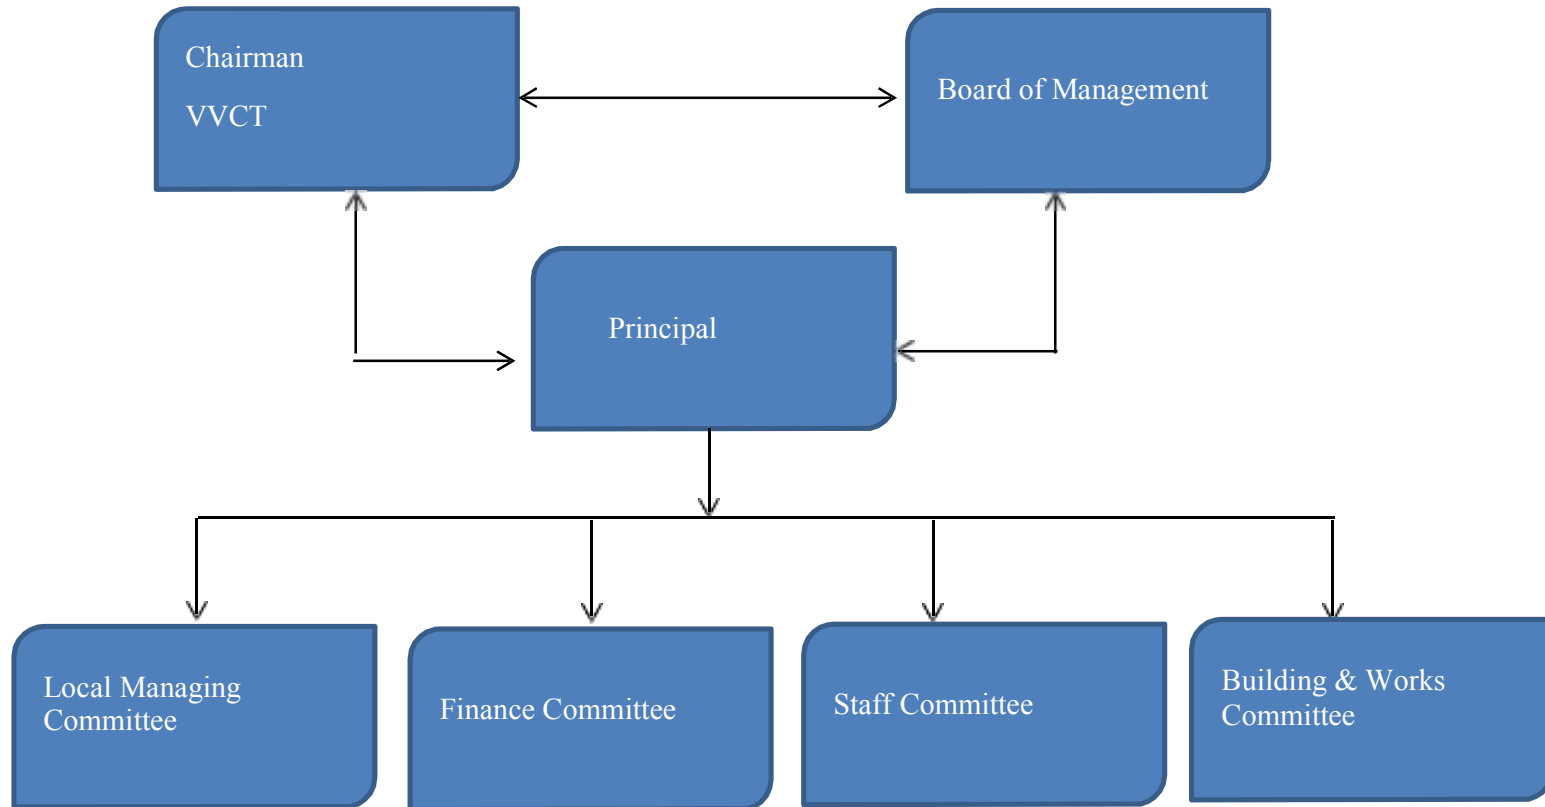 Chairman
VVCT
Board of Management
Principal
Local Managing
Committee
Finance Committee
Staff Committee
Building & Works
Committee